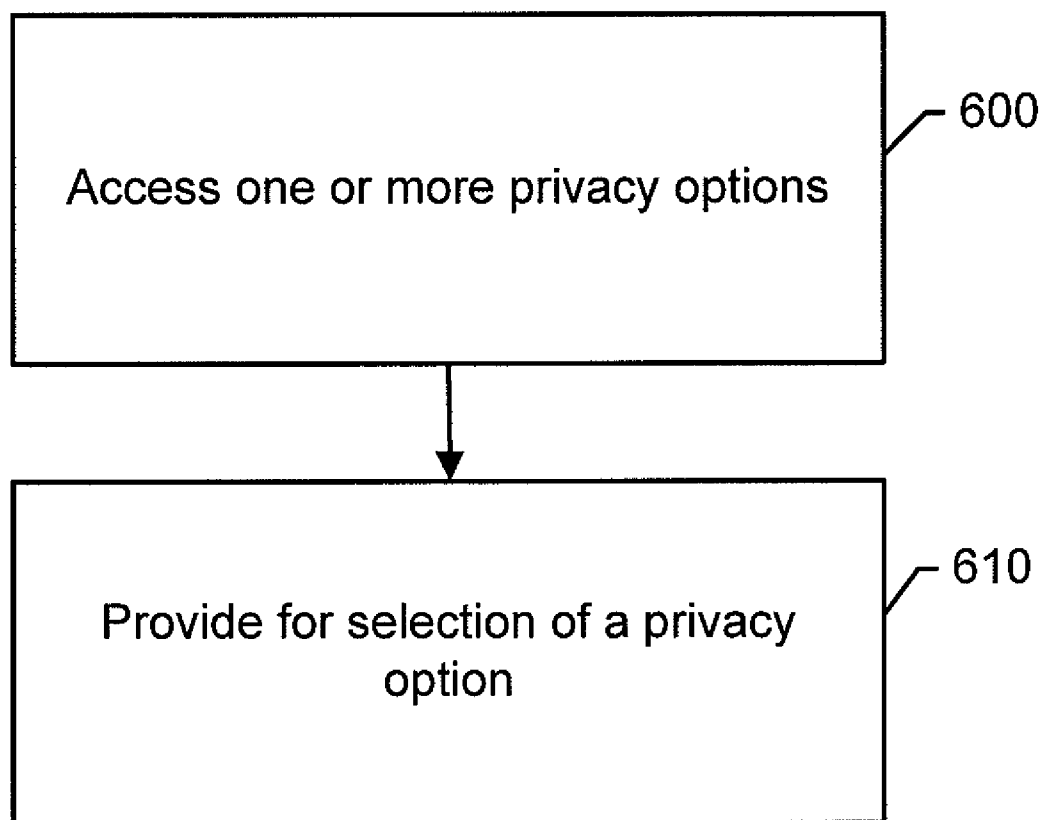 600
Access one or more privacy options
610
Provide for selection of a privacy
option